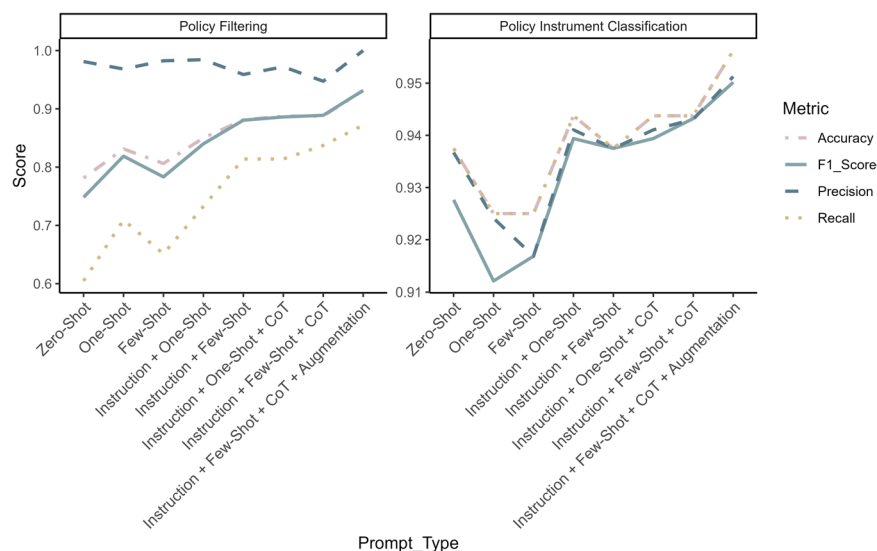 Policy Filtering
Policy Instrument Classification
1.0
0.9
0.8
0.7
0.6
Score
0.95
0.94
0.93
0.92
0.91
Zero-Shot
One-Shot
Few-Shot
Instruction + One-Shot
Instruction + Few-Shot
Instruction + One-Shot + CoT
Instruction + Few-Shot + CoT
Instruction + Few-Shot + CoT + Augmentation
Zero-Shot
One-Shot
Few-Shot
Instruction + One-Shot
Instruction + Few-Shot
Instruction + One-Shot + CoT
Instruction + Few-Shot + CoT
Instruction + Few-Shot + CoT + Augmentation
Prompt_Type
Metric
Accuracy
F1_Score
Precision
Recall